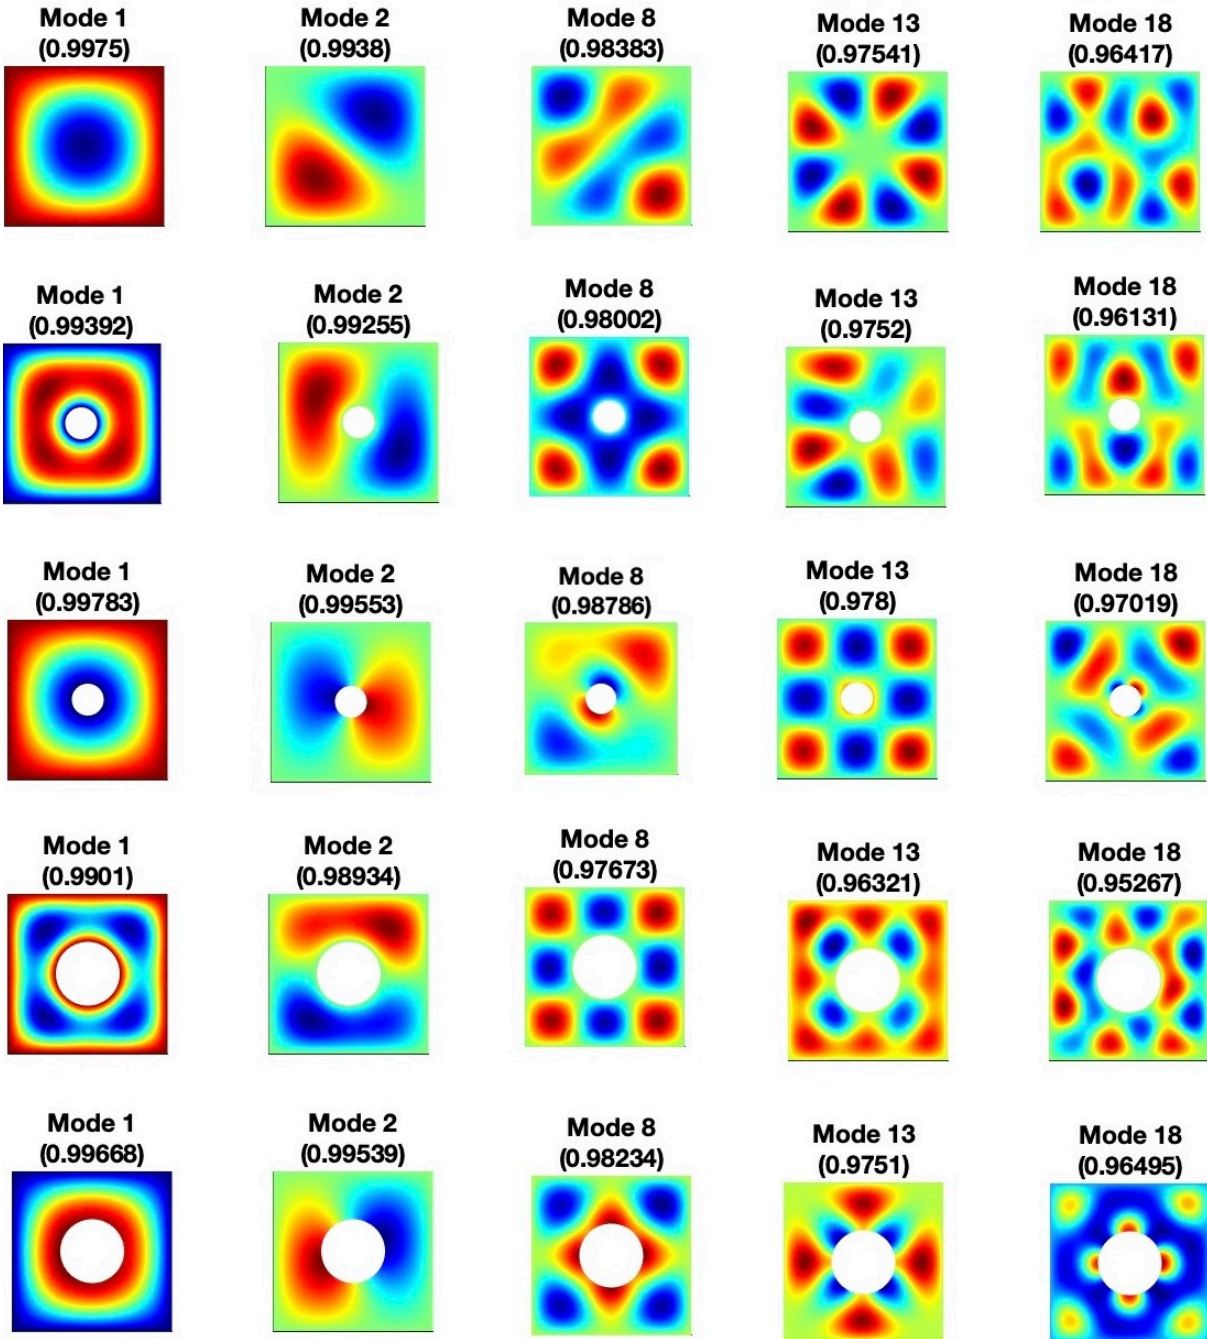 Mode 1
(0.9975)
Mode 2
(0.9938)
Mode 8
(0.98383)
Mode 13
(0.97541)
Mode 18
(0.96417)
Mode 1
(0.99392)
Mode 2
(0.99255)
Mode 8
(0.98002)
Mode 13
(0.9752)
Mode 18
(0.96131)
Mode 1
(0.99783)
Mode 2
(0.99553)
Mode 8
(0.98786)
Mode 13
(0.978)
Mode 18
(0.97019)
Mode 1
(0.9901)
Mode 2
(0.98934)
Mode 8
(0.97673)
Mode 13
(0.96321)
Mode 18
(0.95267)
Mode 1
(0.99668)
Mode 2
(0.99539)
Mode 8
(0.98234)
Mode 13
(0.9751)
Mode 18
(0.96495)